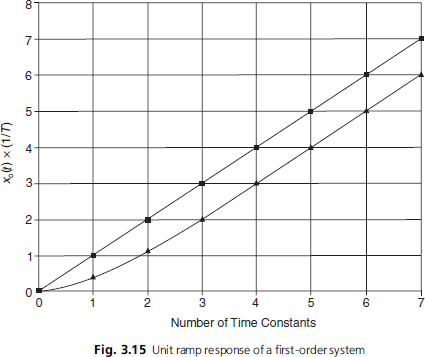 8
7
6
5
4
3
2
1
0
xo(t) × (1/T)
0 1 2 3 4 5 6 7
Number of Time Constants
Fig. 3.15 Unit ramp response of a first-order system